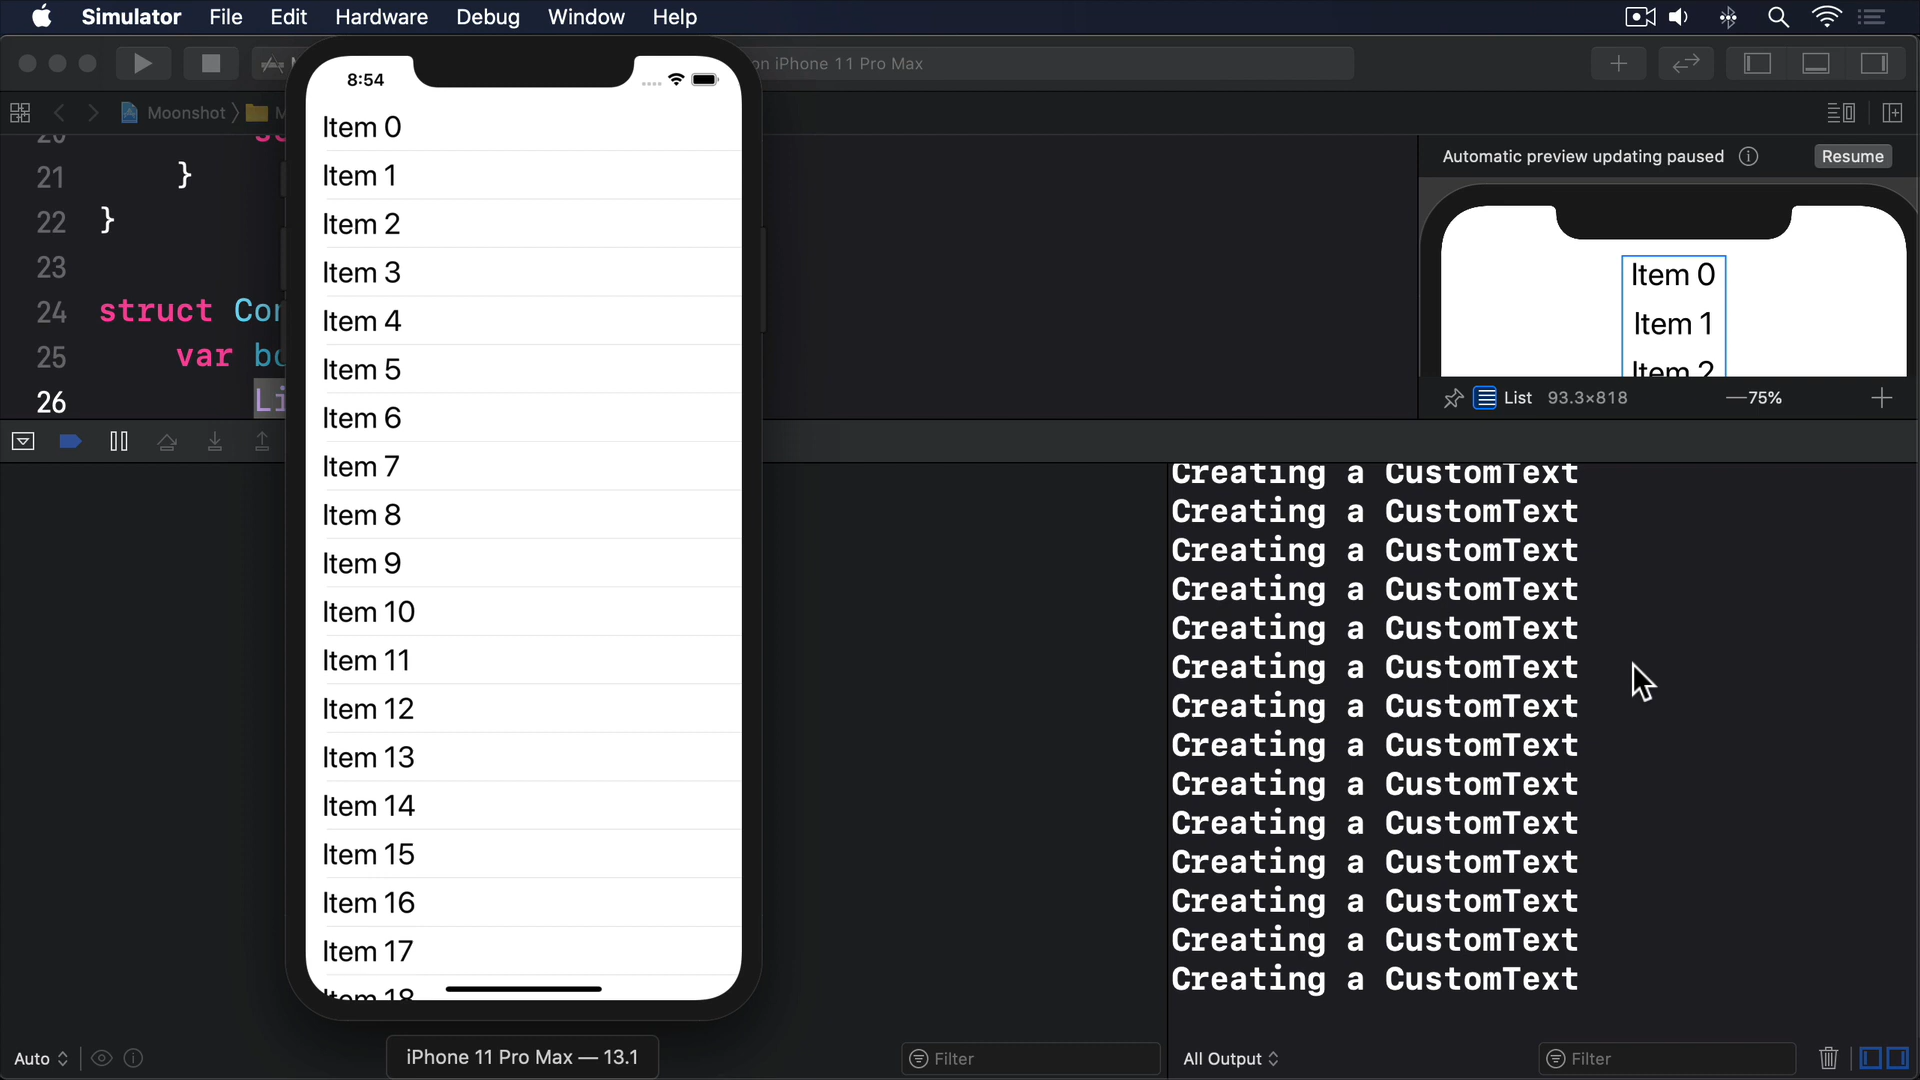 Simulator File Edit Hardware Debug Window Help
on iPhone 11 Pro Max
Moonshot
21 }
22 }
23
24 struct
25 var
26
8:54
Item 0
Item 1
Item 2
Item 3
Item 4
Item 5
Item 6
Item 7
Item 8
Item 9
Item 10
Item 11
Item 12
Item 13
Item 14
Item 15
Item 16
Item 17
Item 18
Automatic preview updating paused Resume
Item 0
Item 1
Item 2
List 93.3×818 —75%
Creating a CustomText
Creating a CustomText
Creating a CustomText
Creating a CustomText
Creating a CustomText
Creating a CustomText
Creating a CustomText
Creating a CustomText
Creating a CustomText
Creating a CustomText
Creating a CustomText
Creating a CustomText
Creating a CustomText
Creating a CustomText
Auto
iPhone 11 Pro Max — 13.1
Filter
All Output
Filter